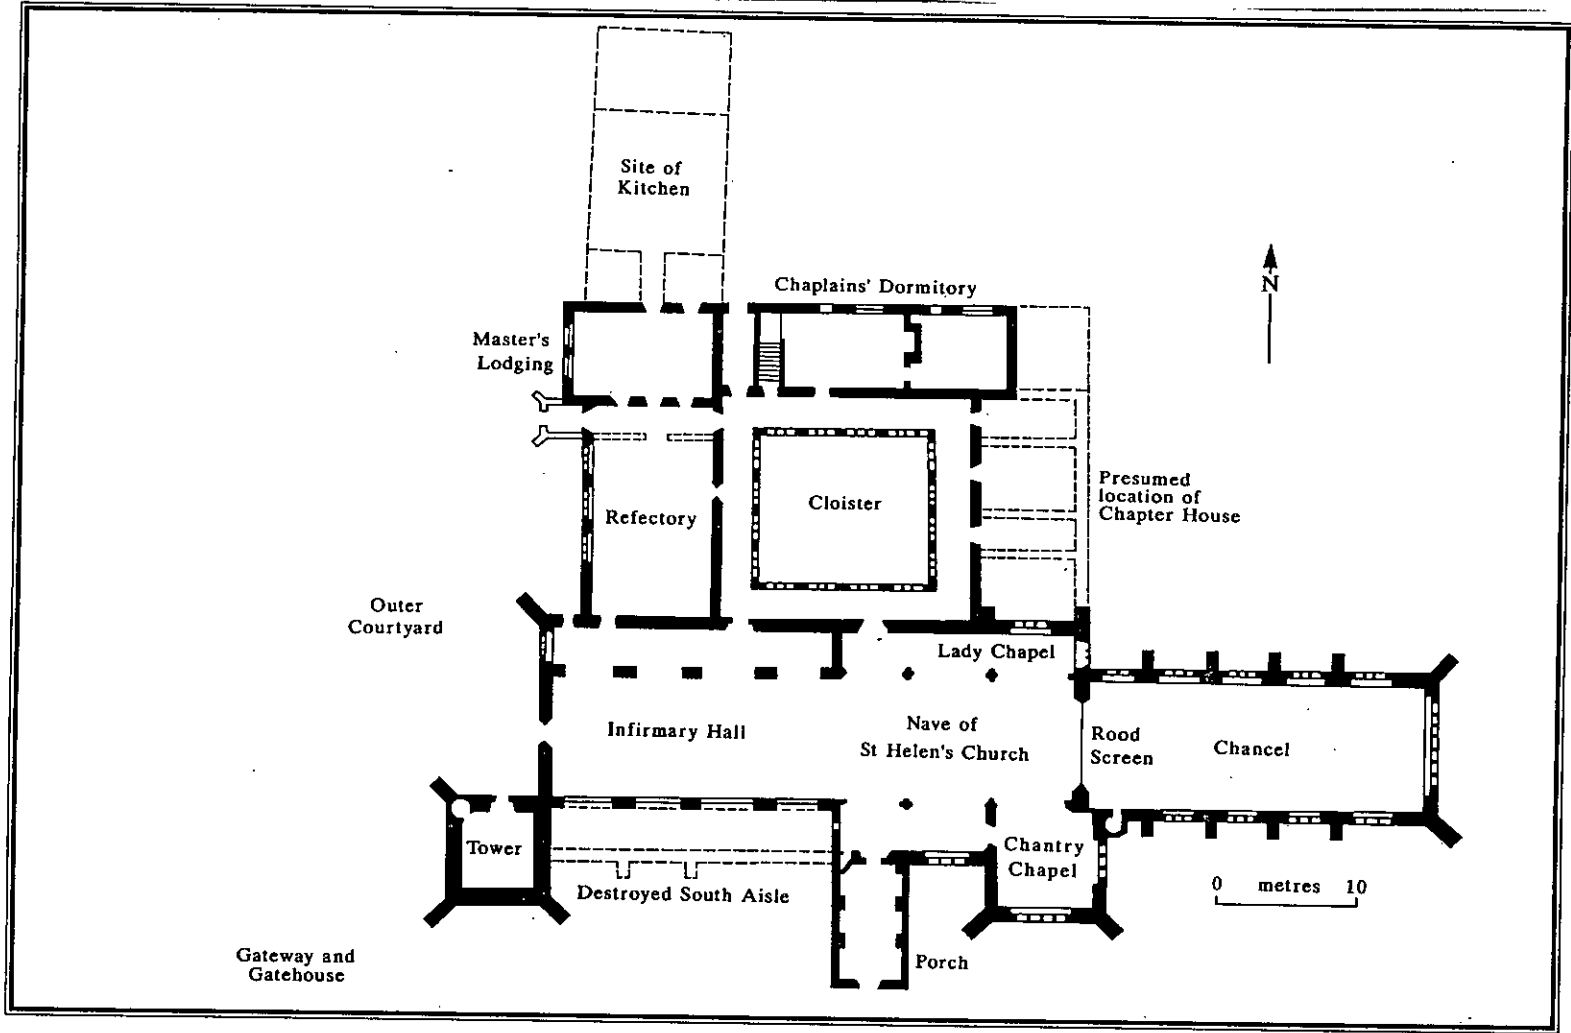 Site of
Kitchen
Chaplains' Dormitory
N
Master's
Lodging
Presumed
location of
Chapter House
Refectory
Cloister
Outer
Courtyard
Lady Chapel
Infirmary Hall
Nave of
St Helen's Church
Rood
Screen
Chancel
Tower
Chantry
Chapel
0 metres 10
Destroyed South Aisle
Gateway and
Gatehouse
Porch